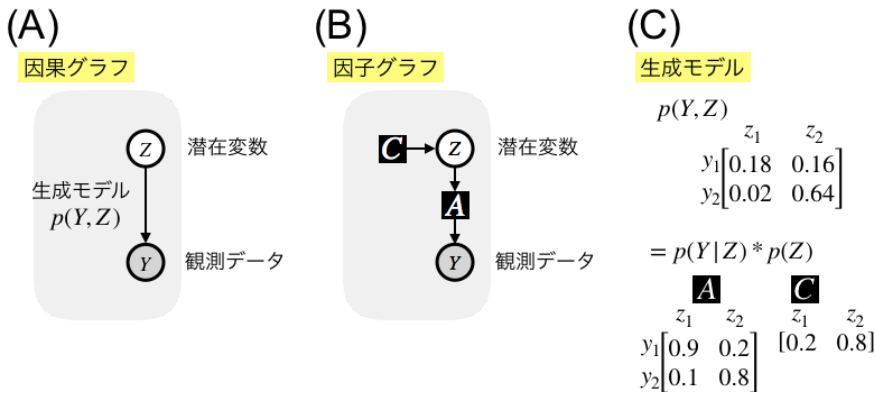 (A)
因果グラフ
Z
潜在変数
生成モデル
p(Y, Z)
Y
観測データ
(B)
因子グラフ
C
Z
潜在変数
A
Y
観測データ
(C)
生成モデル
p(Y, Z)
z1 z2
y1[0.18 0.16]
y2[0.02 0.64]
= p(Y|Z) * p(Z)
A C
z1 z2 z1 z2
y1[0.9 0.2] [0.2 0.8]
y2[0.1 0.8]